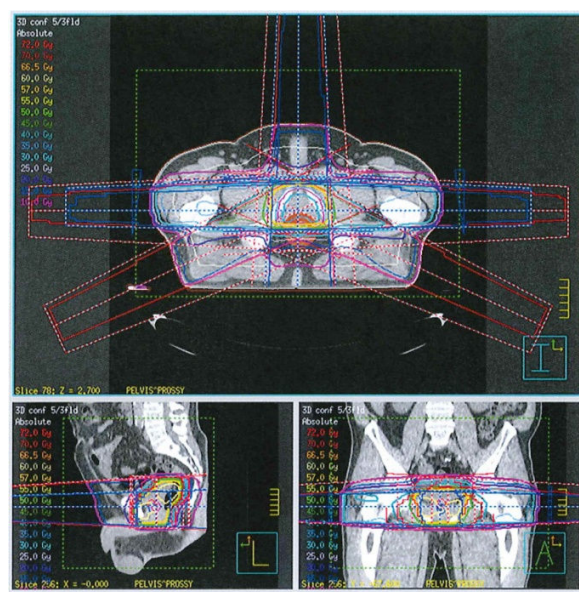 3D conf 5/3fld
Absolute
72.0 Gy
70.0 Gy
66.5 Gy
60.0 Gy
57.0 Gy
55.0 Gy
50.0 Gy
45.0 Gy
40.0 Gy
35.0 Gy
30.0 Gy
25.0 Gy
Slice 78: Z = 2.700
PELVIS^PROSSY
I
3D conf 5/3fld
Absolute
72.0 Gy
70.0 Gy
66.5 Gy
60.0 Gy
57.0 Gy
55.0 Gy
50.0 Gy
45.0 Gy
40.0 Gy
35.0 Gy
30.0 Gy
25.0 Gy
Slice 256: X = -0.000
PELVIS^PROSSY
L
3D conf 5/3fld
Absolute
72.0 Gy
70.0 Gy
66.5 Gy
60.0 Gy
57.0 Gy
55.0 Gy
50.0 Gy
45.0 Gy
40.0 Gy
35.0 Gy
30.0 Gy
25.0 Gy
Slice 256:
A